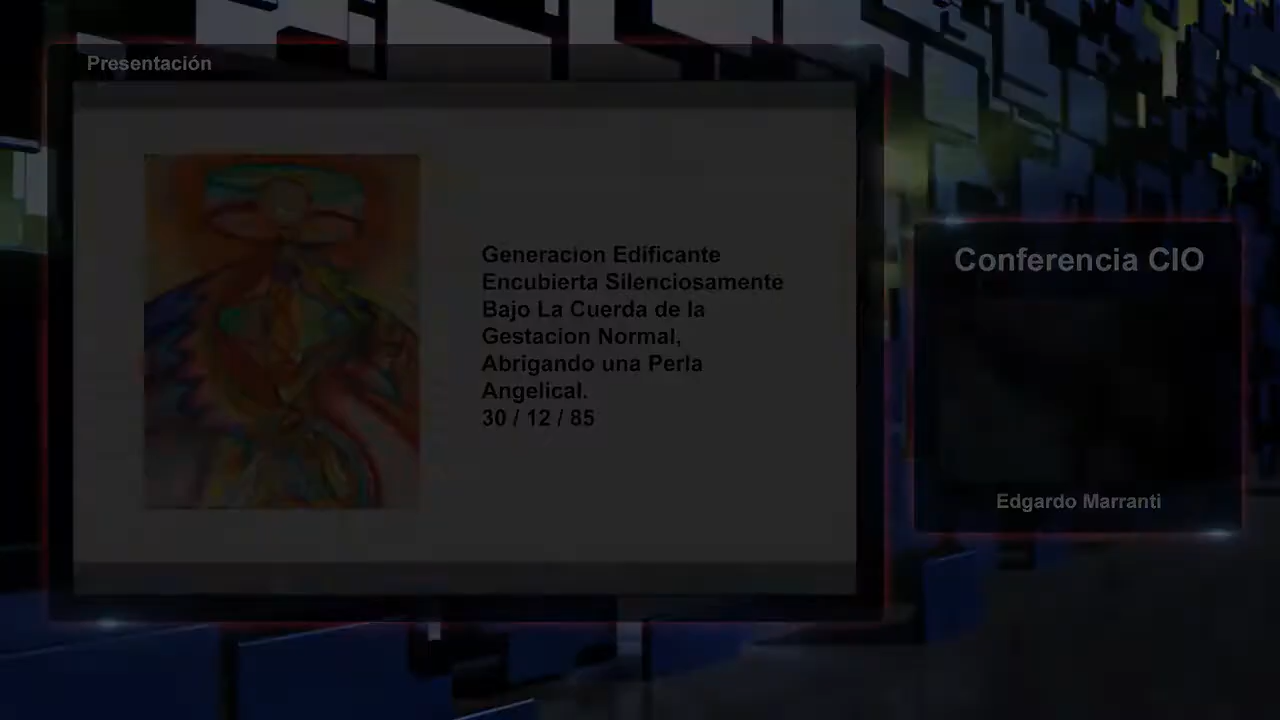 Presentación
Generacion Edificante
Encubierta Silenciosamente
Bajo La Cuerda de la
Gestacion Normal,
Abrigando una Perla
Angelical.
30 / 12 / 85
Conferencia CIO
Edgardo Marranti